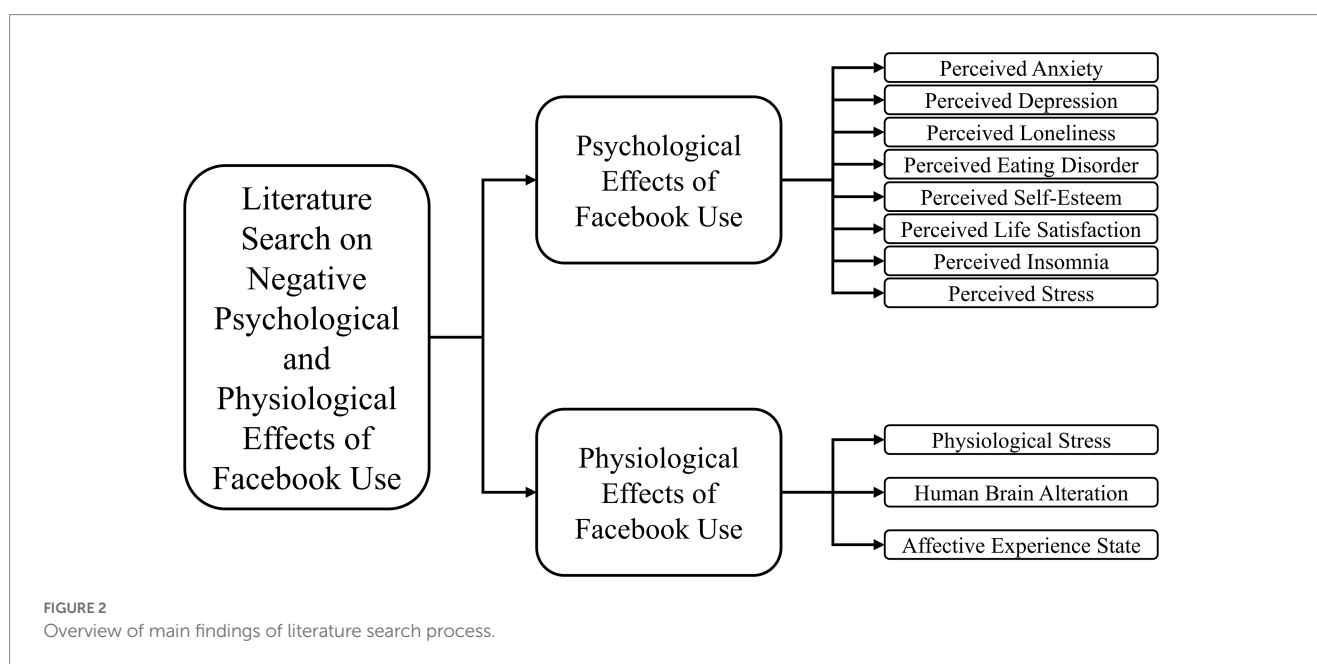 Literature
Search on
Negative
Psychological
and
Physiological
Effects of
Facebook Use
Psychological
Effects of
Facebook Use
Perceived Anxiety
Perceived Depression
Perceived Loneliness
Perceived Eating Disorder
Perceived Self-Esteem
Perceived Life Satisfaction
Perceived Insomnia
Perceived Stress
Physiological
Effects of
Facebook Use
Physiological Stress
Human Brain Alteration
Affective Experience State
FIGURE 2
Overview of main findings of literature search process.